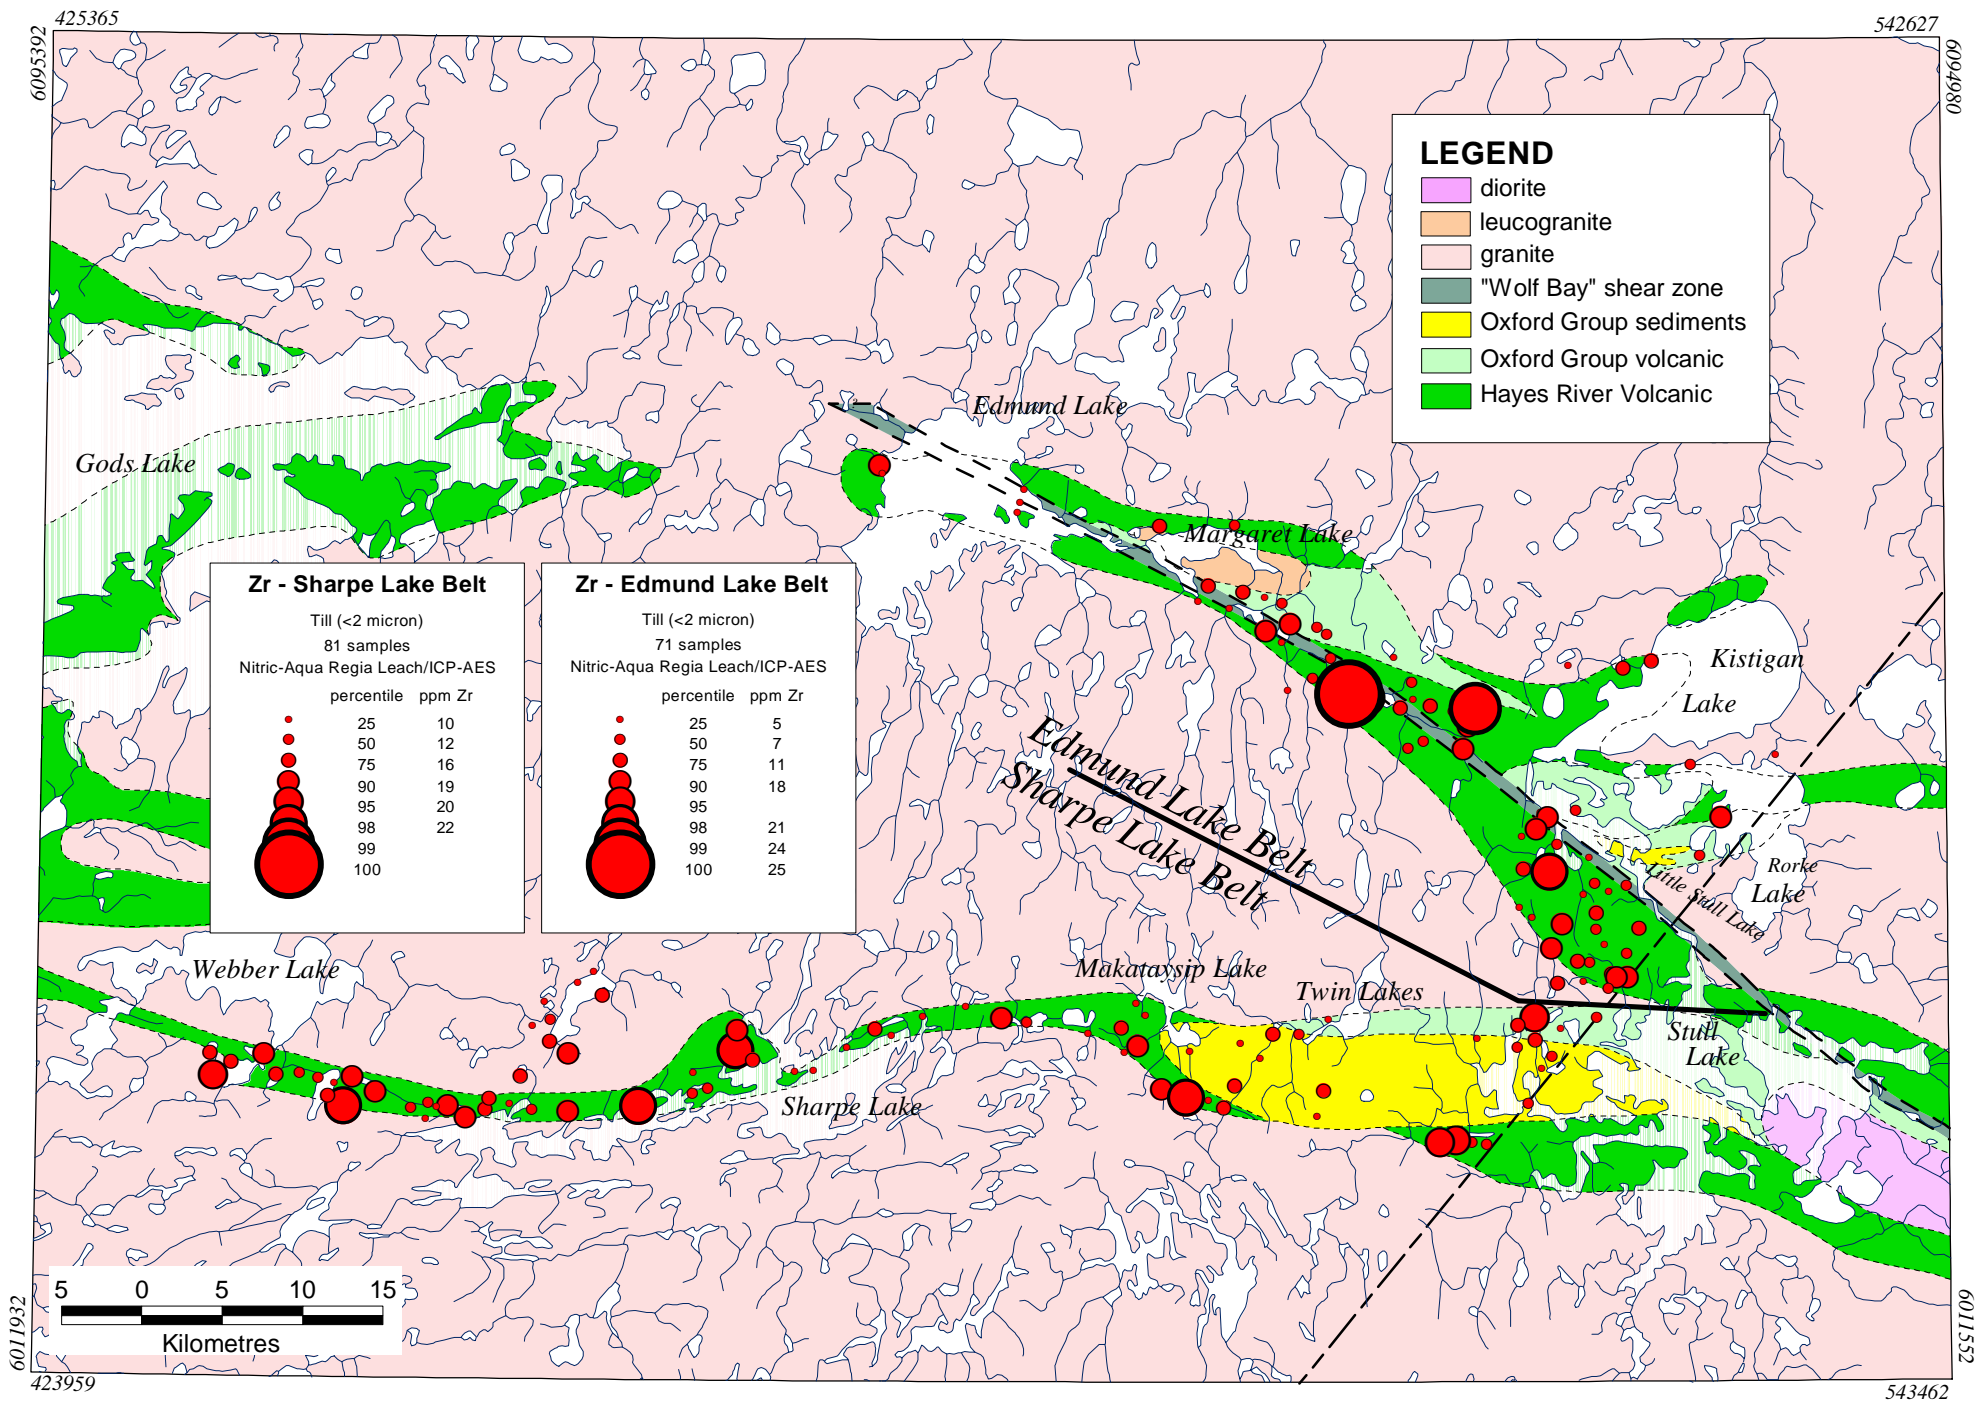 425365
542627
6095392
6094980
LEGEND
diorite
leucogranite
granite
"Wolf Bay" shear zone
Oxford Group sediments
Oxford Group volcanic
Hayes River Volcanic
Edmund Lake
Gods Lake
Margaret Lake
Kistigan
Lake
Zr - Sharpe Lake Belt
Till (<2 micron)
81 samples
Nitric-Aqua Regia Leach/ICP-AES
percentile ppm Zr
25 10
50 12
75 16
90 19
95 20
98 22
99
100
Zr - Edmund Lake Belt
Till (<2 micron)
71 samples
Nitric-Aqua Regia Leach/ICP-AES
percentile ppm Zr
25 5
50 7
75 11
90 18
95
98 21
99 24
100 25
Edmund Lake Belt
Sharpe Lake Belt
Rorke
Lake
Little Stull Lake
Webber Lake
Makataysip Lake
Twin Lakes
Stull
Lake
Sharpe Lake
5 0 5 10 15
Kilometres
6011932
6011552
423959
543462